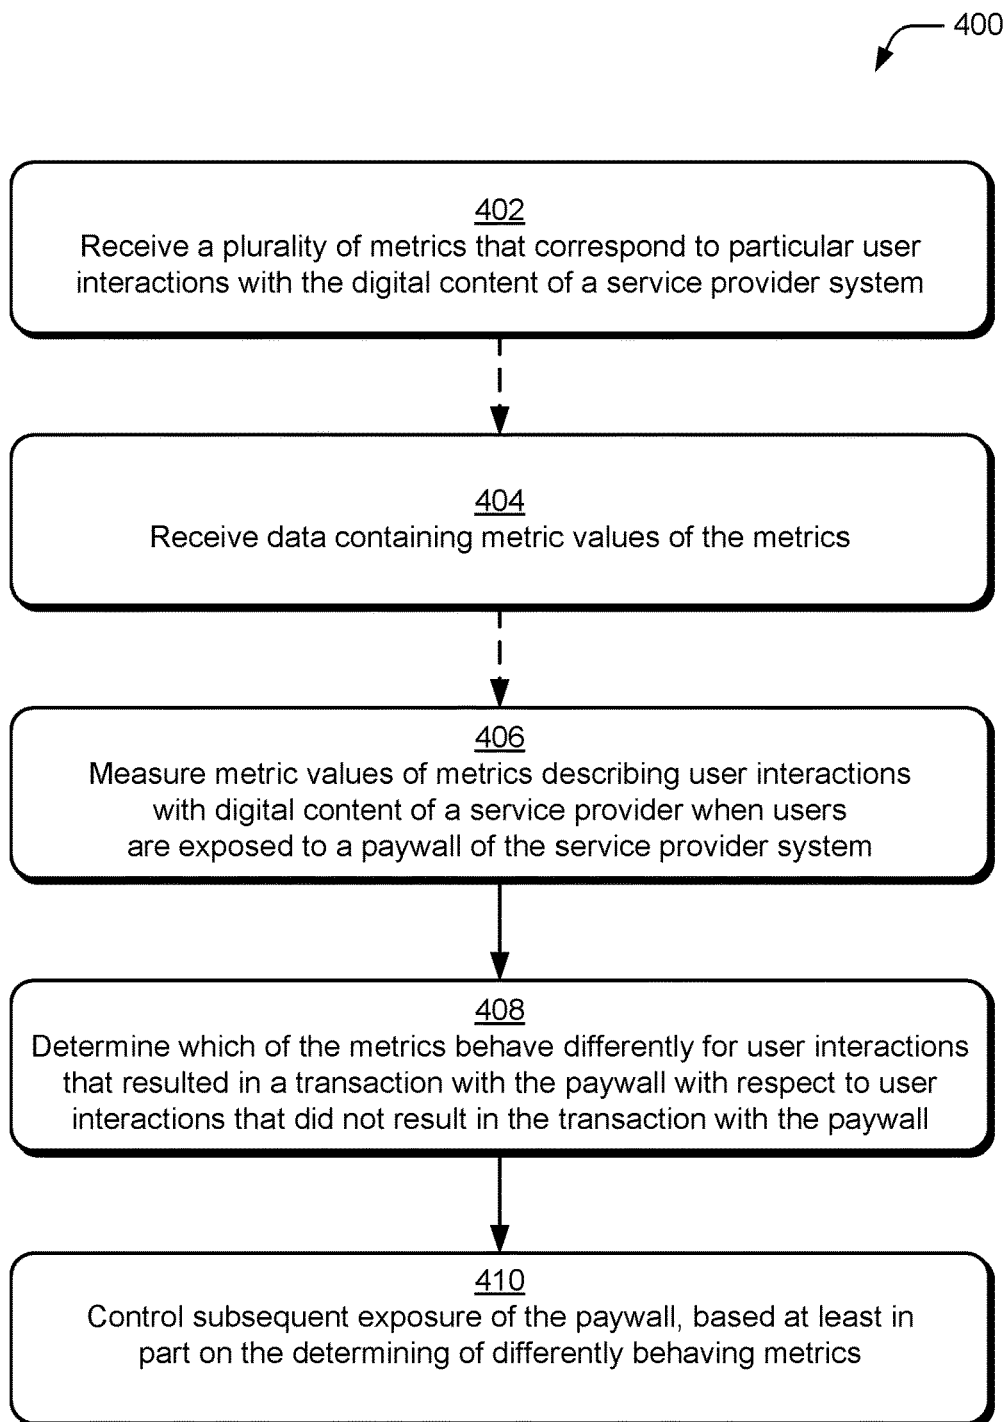 400
402
Receive a plurality of metrics that correspond to particular user
interactions with the digital content of a service provider system
404
Receive data containing metric values of the metrics
406
Measure metric values of metrics describing user interactions
with digital content of a service provider when users
are exposed to a paywall of the service provider system
408
Determine which of the metrics behave differently for user interactions
that resulted in a transaction with the paywall with respect to user
interactions that did not result in the transaction with the paywall
410
Control subsequent exposure of the paywall, based at least in
part on the determining of differently behaving metrics